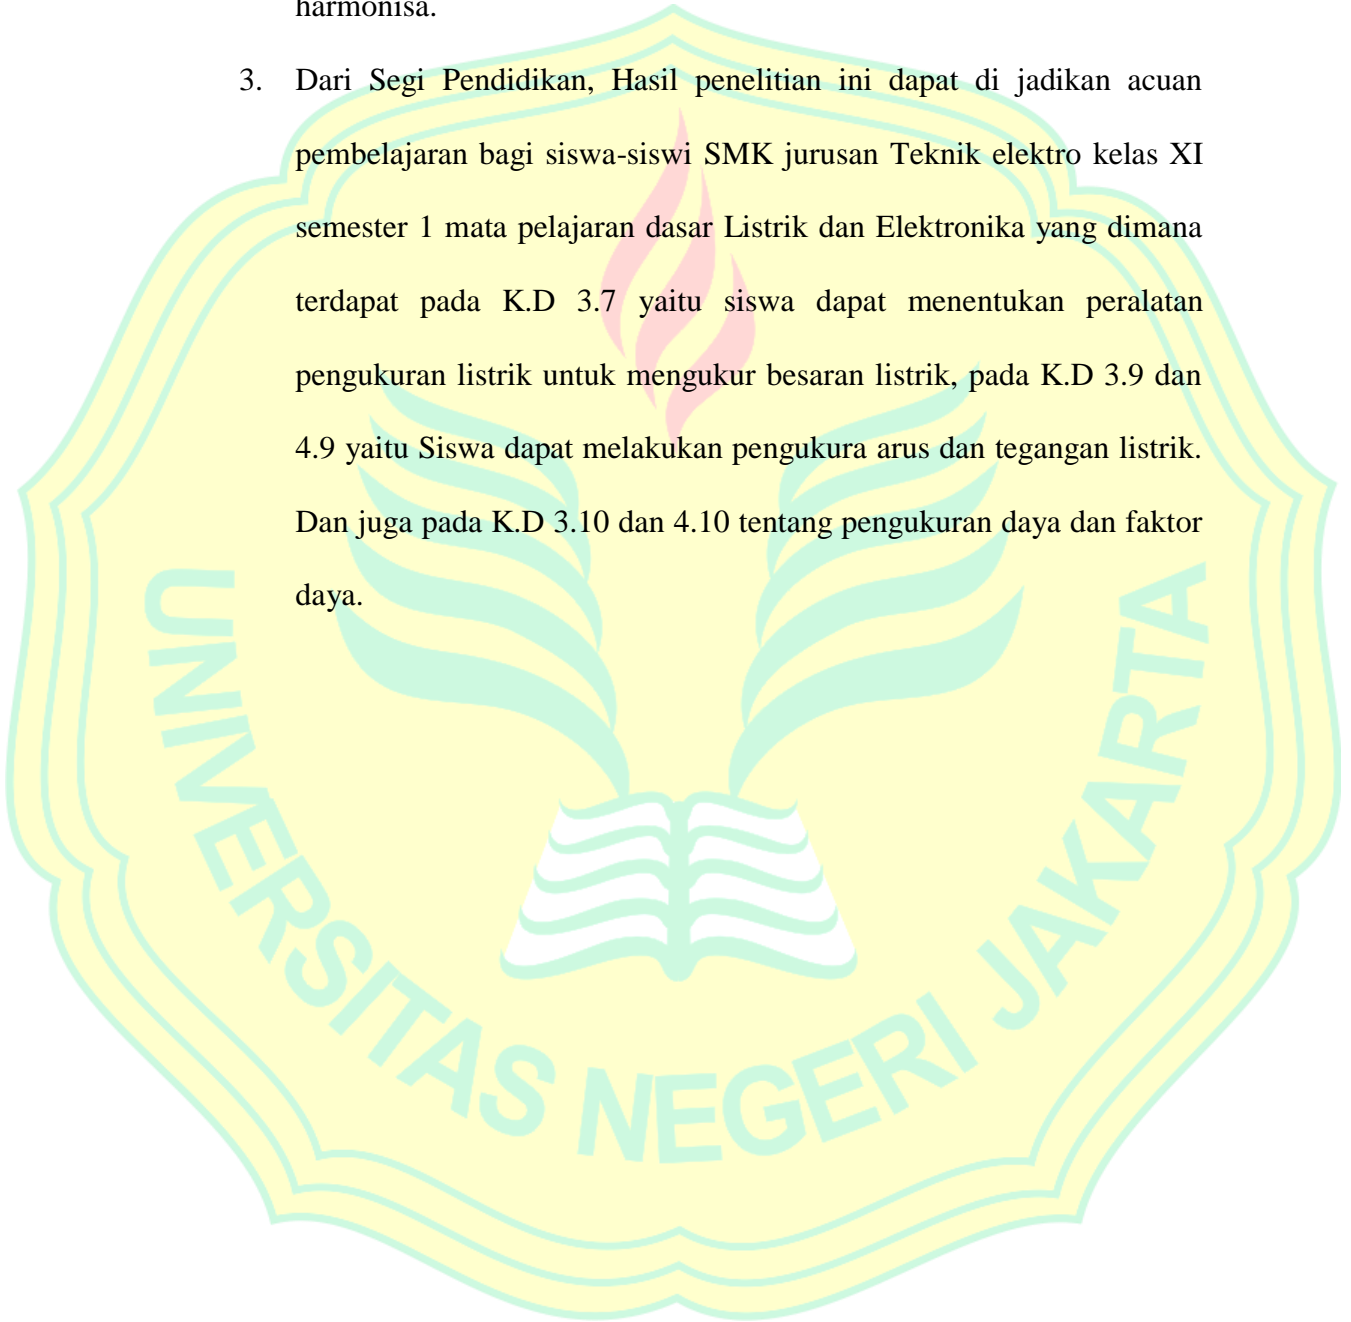 harmonisa.
3. Dari Segi Pendidikan, Hasil penelitian ini dapat di jadikan acuan
pembelajaran bagi siswa-siswi SMK jurusan Teknik elektro kelas XI
semester 1 mata pelajaran dasar Listrik dan Elektronika yang dimana
terdapat pada K.D 3.7 yaitu siswa dapat menentukan peralatan
pengukuran listrik untuk mengukur besaran listrik, pada K.D 3.9 dan
4.9 yaitu Siswa dapat melakukan pengukura arus dan tegangan listrik.
Dan juga pada K.D 3.10 dan 4.10 tentang pengukuran daya dan faktor
daya.
UNIVERSITAS NEGERI JAKARTA